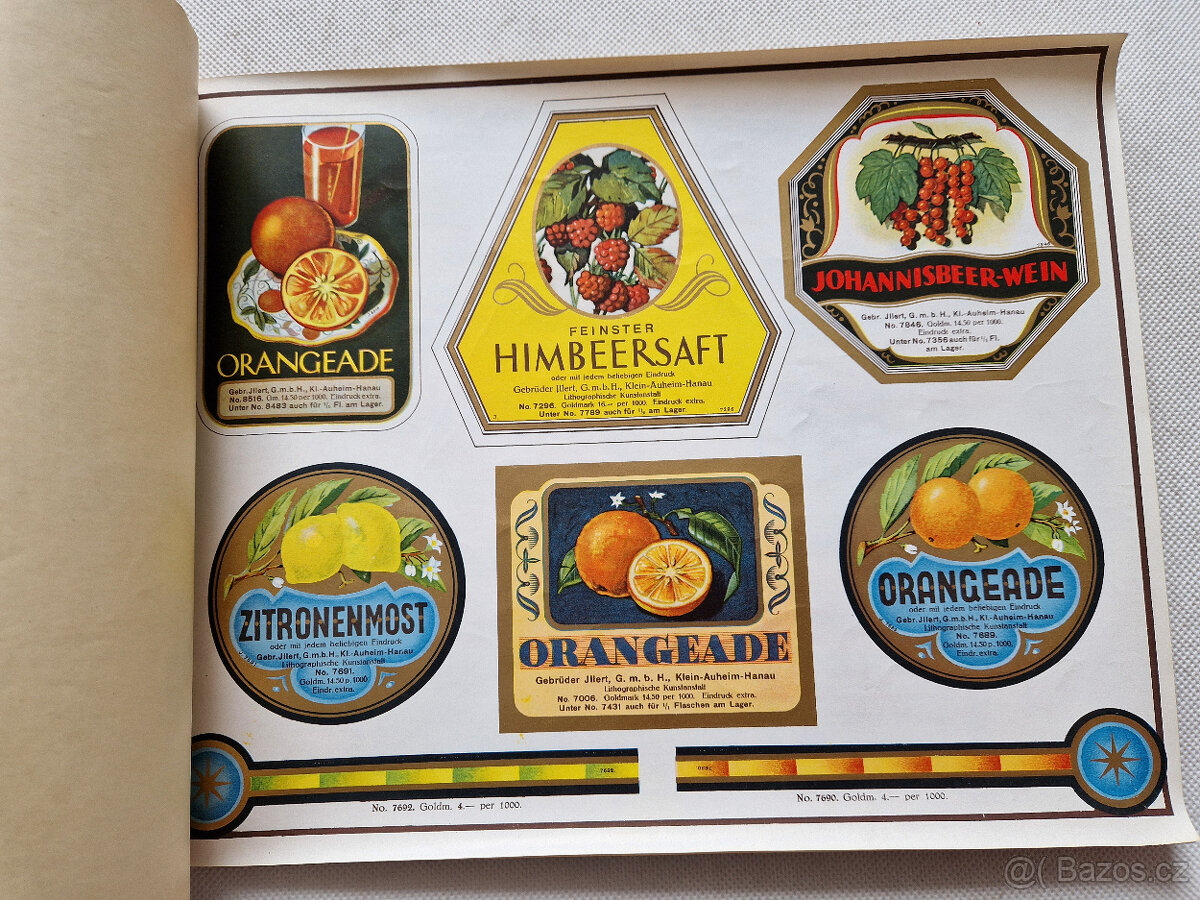 ORANGEADE
Gebr. Jllert, G. m. b. H., Kl.-Auheim-Hanau
No. 8516. Gm. 14.50 per 1000. Eindruck extra.
Unter No. 8483 auch für ½ Fl. am Lager.
FEINSTER
HIMBEERSAFT
oder mit jedem beliebigen Eindruck
Gebrüder Jllert, G. m. b. H., Klein-Auheim-Hanau
Lithographische Kunstanstalt
No. 7296. Goldmark 16.— per 1000. Eindruck extra.
Unter No. 7789 auch für ½ am Lager.
7296
7846
JOHANNISBEER-WEIN
Gebr. Jllert, G. m. b. H., Kl.-Auheim-Hanau
No. 7846. Goldm. 14.50 per 1000.
Eindruck extra.
Unter No. 7356 auch für ½ Fl.
am Lager.
ZITRONENMOST
oder mit jedem beliebigen Eindruck
Gebr. Jllert, G. m. b. H., Kl.-Auheim-Hanau
Lithographische Kunstanstalt
No. 7691.
Goldm. 14.50 p. 1000.
Eindr. extra.
ORANGEADE
Gebrüder Jllert, G. m. b. H., Klein-Auheim-Hanau
Lithographische Kunstanstalt
No. 7006. Goldmark 14,50 per 1000. Eindruck extra.
Unter No. 7431 auch für ½ Flaschen am Lager.
ORANGEADE
oder mit jedem beliebigen Eindruck
Gebr. Jllert, G. m. b. H., Kl.-Auheim-Hanau
Lithographische Kunstanstalt
No. 7689.
Goldm. 14.50 p. 1000.
Eindr. extra.
7692
7690
No. 7692. Goldm. 4.— per 1000.
No. 7690. Goldm. 4.— per 1000.
@( Bazos.cz